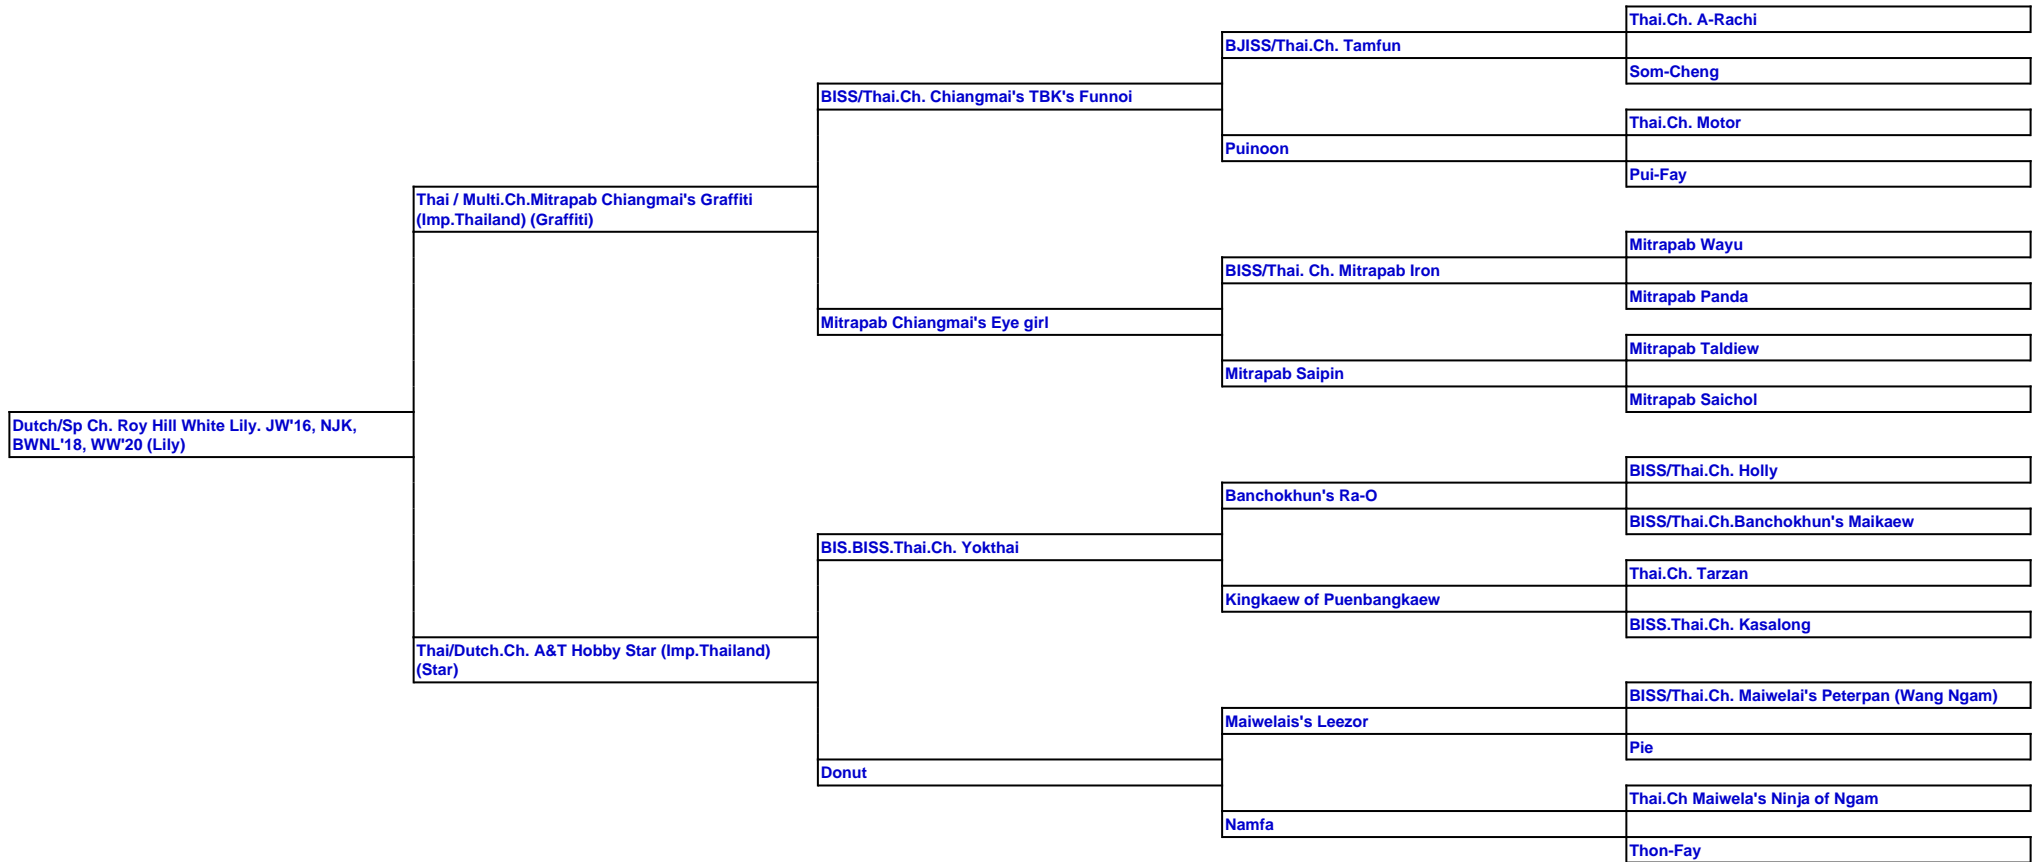 Thai.Ch. A-Rachi
BJISS/Thai.Ch. Tamfun
Som-Cheng
BISS/Thai.Ch. Chiangmai's TBK's Funnoi
Thai.Ch. Motor
Puinoon
Pui-Fay
Thai / Multi.Ch.Mitrapab Chiangmai's Graffiti
(Imp.Thailand) (Graffiti)
Mitrapab Wayu
BISS/Thai. Ch. Mitrapab Iron
Mitrapab Panda
Mitrapab Chiangmai's Eye girl
Mitrapab Taldiew
Mitrapab Saipin
Mitrapab Saichol
Dutch/Sp Ch. Roy Hill White Lily. JW'16, NJK,
BWNL'18, WW'20 (Lily)
BISS/Thai.Ch. Holly
Banchokhun's Ra-O
BISS/Thai.Ch.Banchokhun's Maikaew
BIS.BISS.Thai.Ch. Yokthai
Thai.Ch. Tarzan
Kingkaew of Puenbangkaew
BISS.Thai.Ch. Kasalong
Thai/Dutch.Ch. A&T Hobby Star (Imp.Thailand)
(Star)
BISS/Thai.Ch. Maiwelai's Peterpan (Wang Ngam)
Maiwelais's Leezor
Pie
Donut
Thai.Ch Maiwela's Ninja of Ngam
Namfa
Thon-Fay